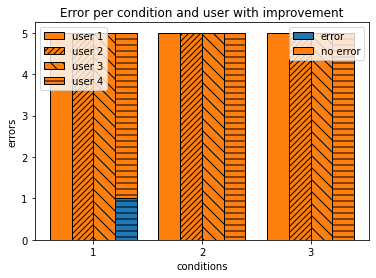 Error per condition and user with improvement
user 1
user 2
user 3
user 4
error
no error
errors
5
4
3
2
1
0
1 2 3
conditions